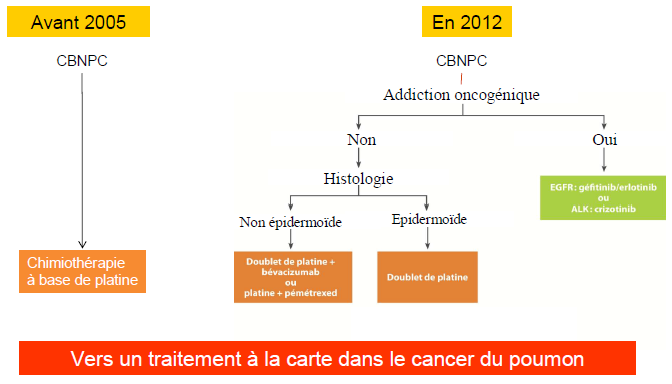 Avant 2005
CBNPC
Chimiothérapie
à base de platine
En 2012
CBNPC
Addiction oncogénique
Non
Oui
Histologie
EGFR : géfitinib/erlotinib
ou
ALK : crizotinib
Non épidermoïde
Epidermoïde
Doublet de platine +
bévacizumab
ou
platine + pémétrexed
Doublet de platine
Vers un traitement à la carte dans le cancer du poumon